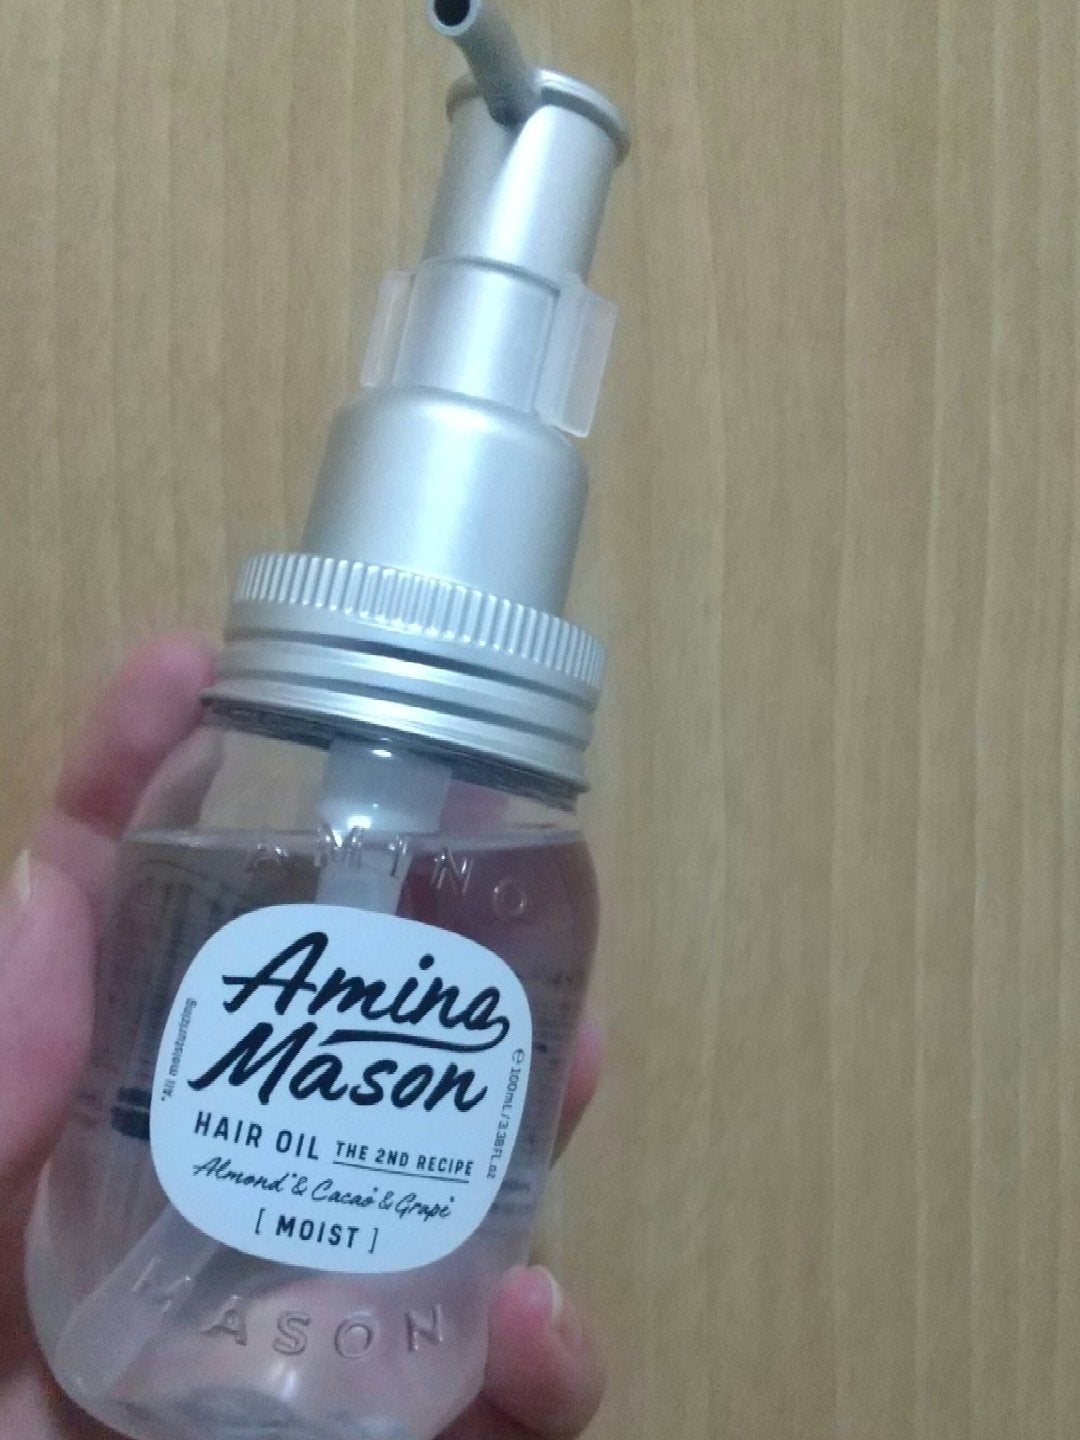 AMINO
Amino
Mason
HAIR OIL THE 2ND RECIPE
Almond* & Cacao* & Grape*
[ MOIST ]
*All moisturizing
℮ 100mL/3.38FL.oz
MASON